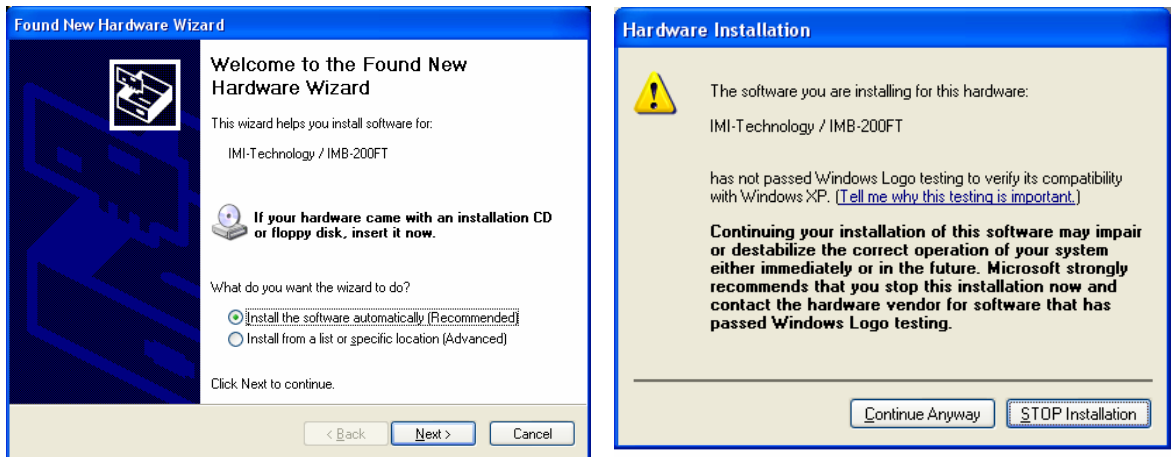 Found New Hardware Wizard
Welcome to the Found New
Hardware Wizard
This wizard helps you install software for:
IMI-Technology / IMB-200FT
If your hardware came with an installation CD
or floppy disk, insert it now.
What do you want the wizard to do?
Install the software automatically (Recommended)
Install from a list or specific location (Advanced)
Click Next to continue.
< Back
Next >
Cancel
Hardware Installation
The software you are installing for this hardware:
IMI-Technology / IMB-200FT
has not passed Windows Logo testing to verify its compatibility
with Windows XP. (Tell me why this testing is important.)
Continuing your installation of this software may impair
or destabilize the correct operation of your system
either immediately or in the future. Microsoft strongly
recommends that you stop this installation now and
contact the hardware vendor for software that has
passed Windows Logo testing.
Continue Anyway
STOP Installation